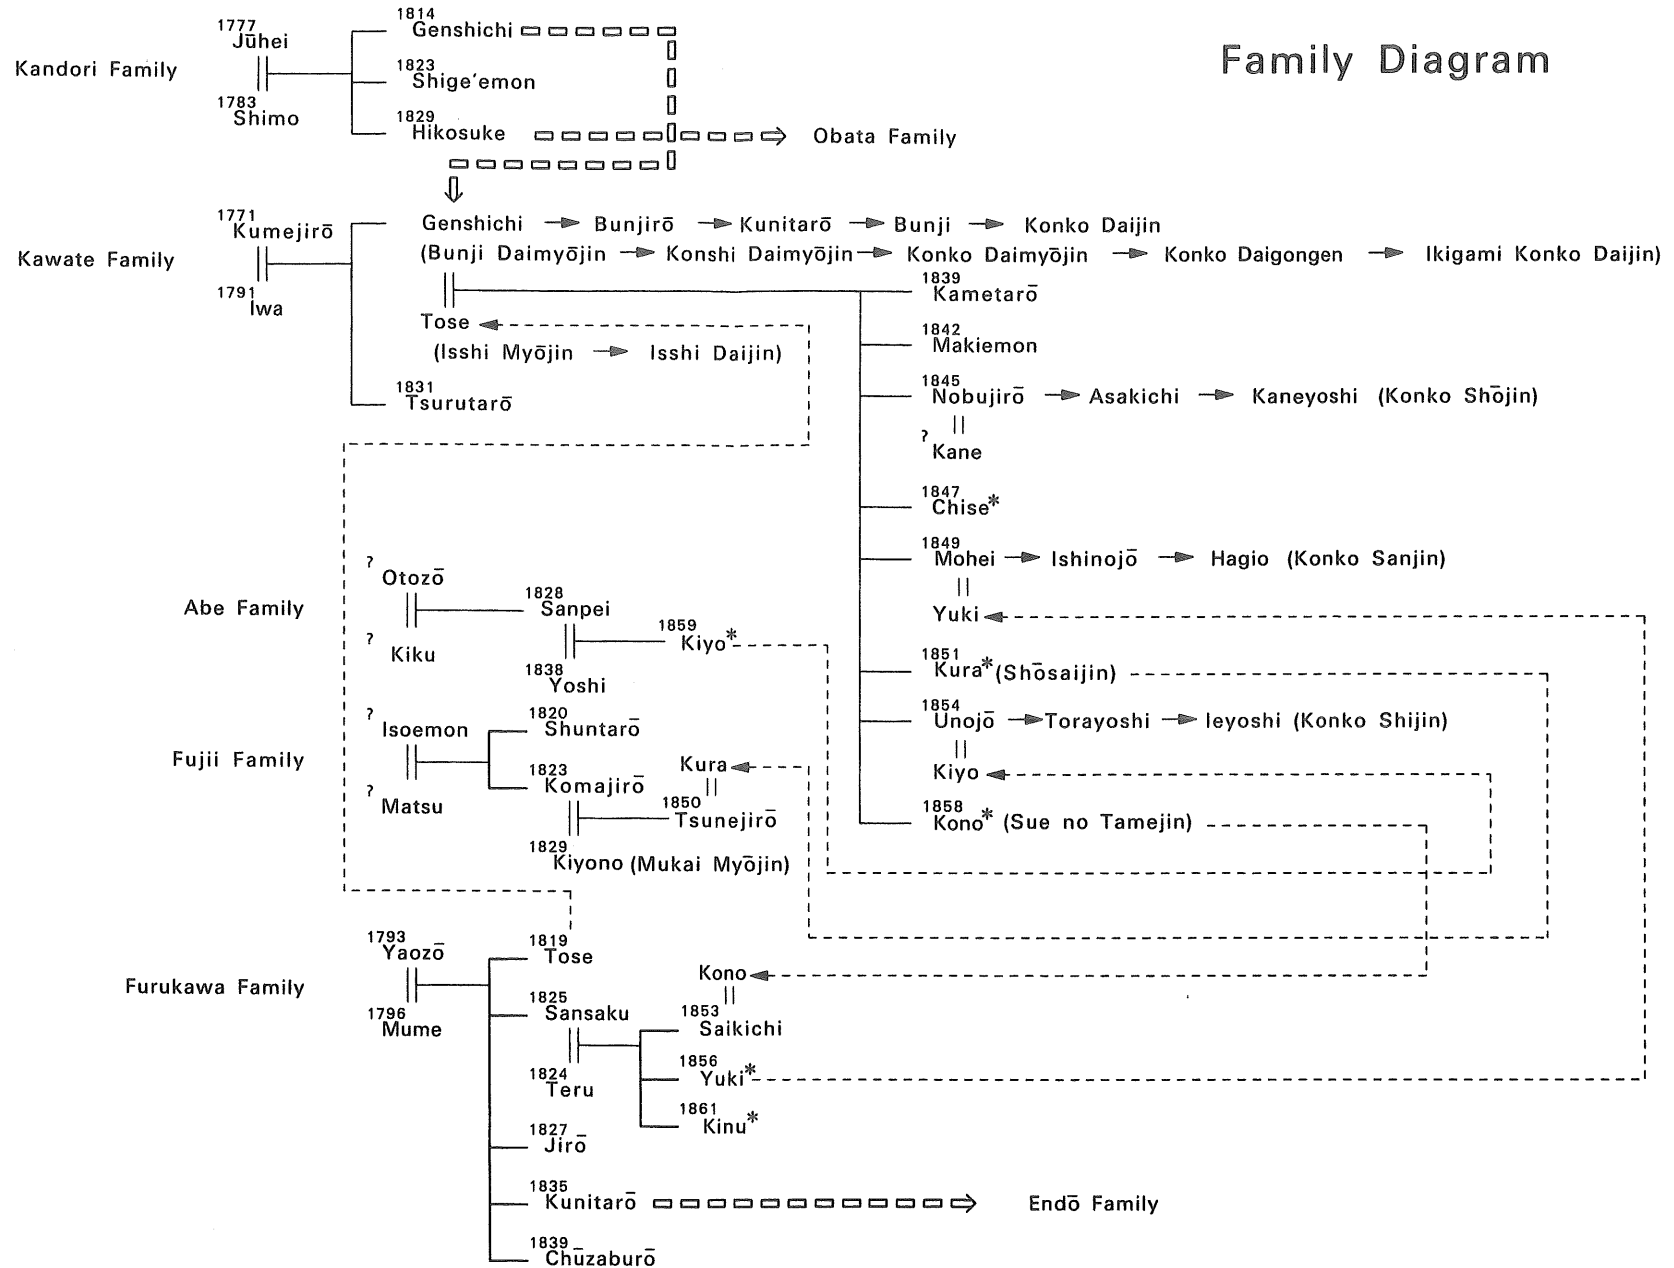 Family Diagram
Kandori Family
1777
Jūhei
1783
Shimo
1814
Genshichi
1823
Shige'emon
1829
Hikosuke
Obata Family
Kawate Family
1771
Kumejirō
1791
Iwa
Genshichi → Bunjirō → Kunitarō → Bunji → Konko Daijin
(Bunji Daimyōjin → Konshi Daimyōjin → Konko Daimyōjin → Konko Daigongen → Ikigami Konko Daijin)
Tose
(Isshi Myōjin → Isshi Daijin)
1831
Tsurutarō
1839
Kametarō
1842
Makiemon
1845
Nobujirō → Asakichi → Kaneyoshi (Konko Shōjin)
?
Kane
1847
Chise*
1849
Mohei → Ishinojō → Hagio (Konko Sanjin)
Yuki
1851
Kura* (Shōsaijin)
1854
Unojō → Torayoshi → Ieyoshi (Konko Shijin)
Kiyo
1858
Kono* (Sue no Tamejin)
Abe Family
?
Otozō
?
Kiku
1828
Sanpei
1838
Yoshi
1859
Kiyo*
Fujii Family
?
Isoemon
?
Matsu
1820
Shuntarō
1823
Komajirō
1829
Kiyono (Mukai Myōjin)
Kura
1850
Tsunejirō
Furukawa Family
1793
Yaozō
1796
Mume
1819
Tose
1825
Sansaku
1824
Teru
Kono
1853
Saikichi
1856
Yuki*
1861
Kinu*
1827
Jirō
1835
Kunitarō
Endō Family
1839
Chūzaburō